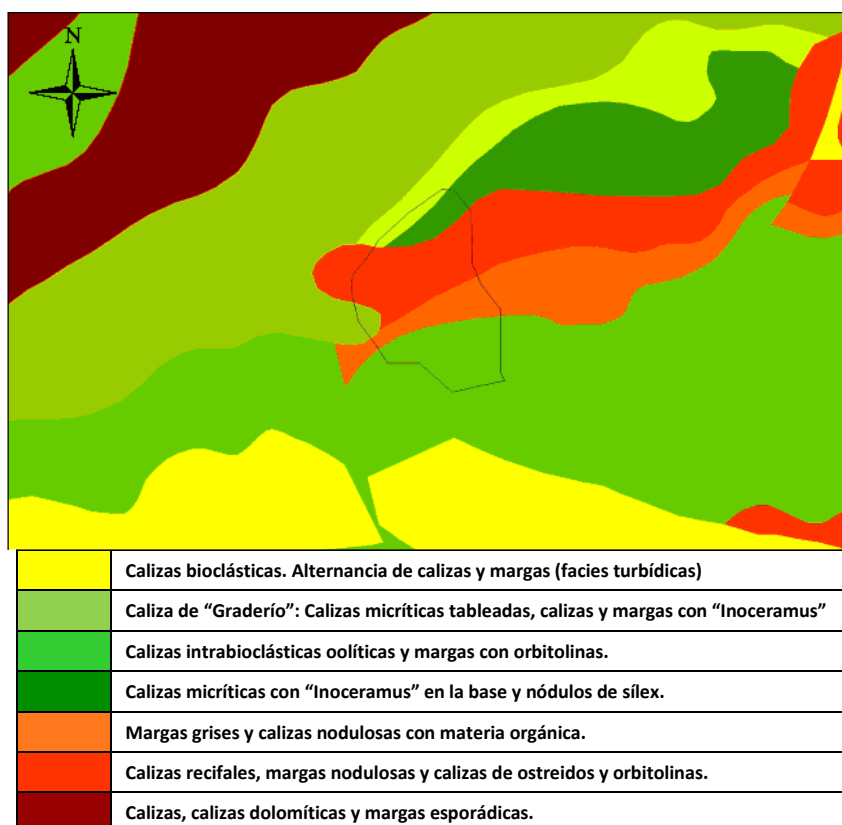 N
Calizas bioclásticas. Alternancia de calizas y margas (facies turbídicas)
Caliza de “Graderío”: Calizas micríticas tableadas, calizas y margas con “Inoceramus”
Calizas intrabioclásticas oolíticas y margas con orbitolinas.
Calizas micríticas con “Inoceramus” en la base y nódulos de sílex.
Margas grises y calizas nodulosas con materia orgánica.
Calizas recifales, margas nodulosas y calizas de ostreidos y orbitolinas.
Calizas, calizas dolomíticas y margas esporádicas.